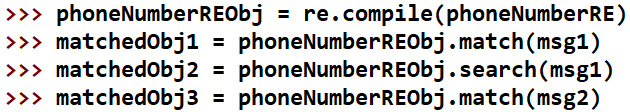 >>> phoneNumberREObj = re.compile(phoneNumberRE)
>>> matchedObj1 = phoneNumberREObj.match(msg1)
>>> matchedObj2 = phoneNumberREObj.search(msg1)
>>> matchedObj3 = phoneNumberREObj.match(msg2)